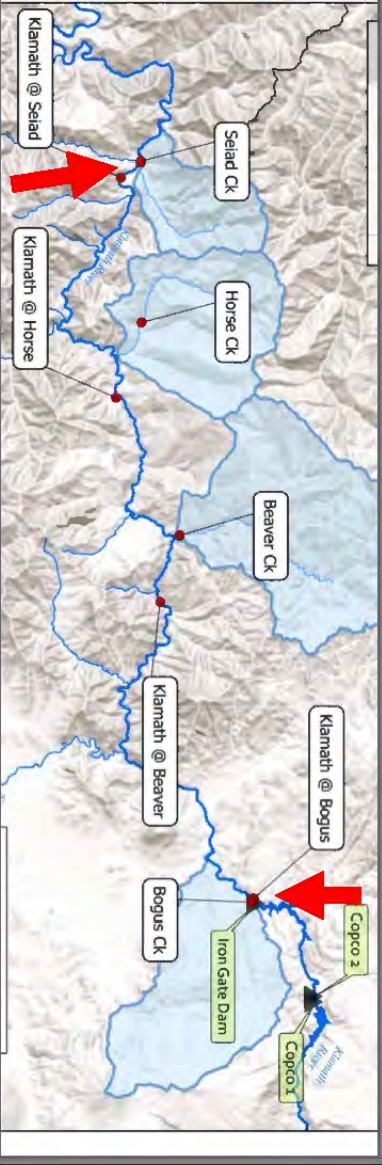 Klamath @ Seiad
Seiad Ck
Klamath River
Klamath @ Horse
Horse Ck
Beaver Ck
Klamath @ Beaver
Klamath @ Bogus
Bogus Ck
Iron Gate Dam
Copco 2
Copco 1
Klamath
River